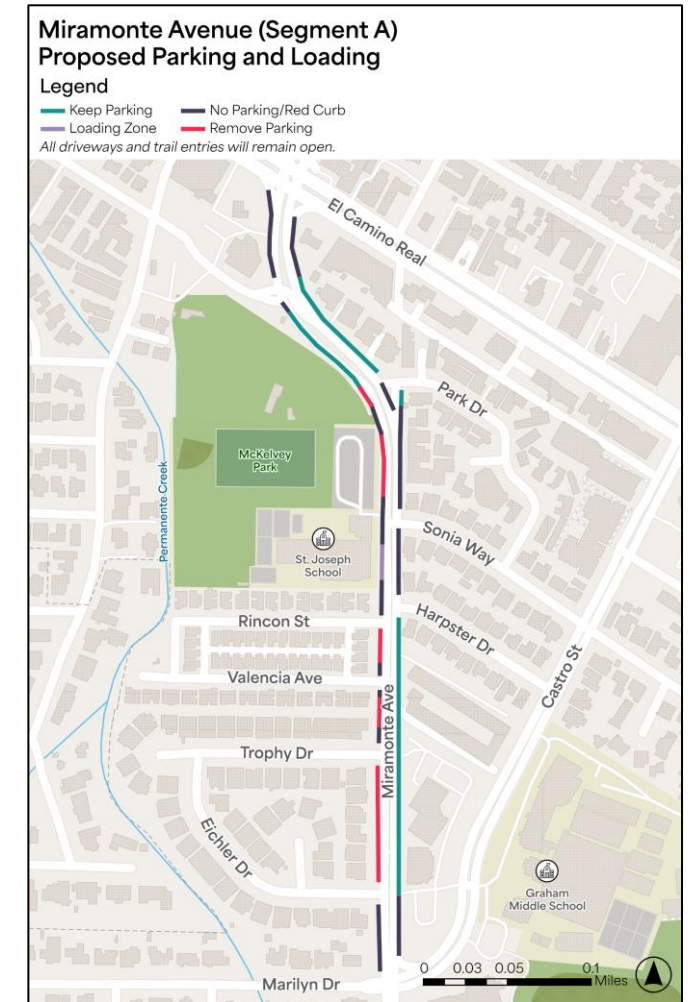 Miramonte Avenue (Segment A)
Proposed Parking and Loading
Legend
Keep Parking
No Parking/Red Curb
Loading Zone
Remove Parking
All driveways and trail entries will remain open.
El Camino Real
Park Dr
McKelvey
Park
Permanente Creek
Sonia Way
St. Joseph
School
Rincon St
Harpster Dr
Valencia Ave
Castro St
Miramonte Ave
Trophy Dr
Eichler Dr
Graham
Middle School
Marilyn Dr
0 0.03 0.05 0.1
Miles